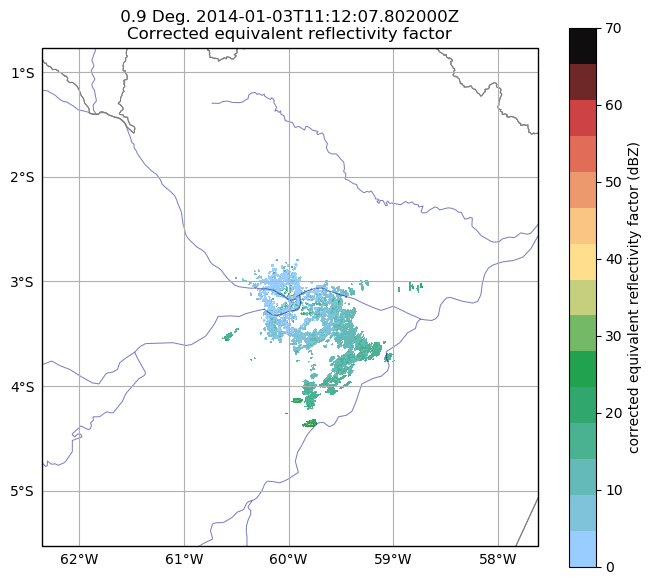 0.9 Deg. 2014-01-03T11:12:07.802000Z
Corrected equivalent reflectivity factor
1°S
2°S
3°S
4°S
5°S
62°W
61°W
60°W
59°W
58°W
70
60
50
40
30
20
10
0
corrected equivalent reflectivity factor (dBZ)